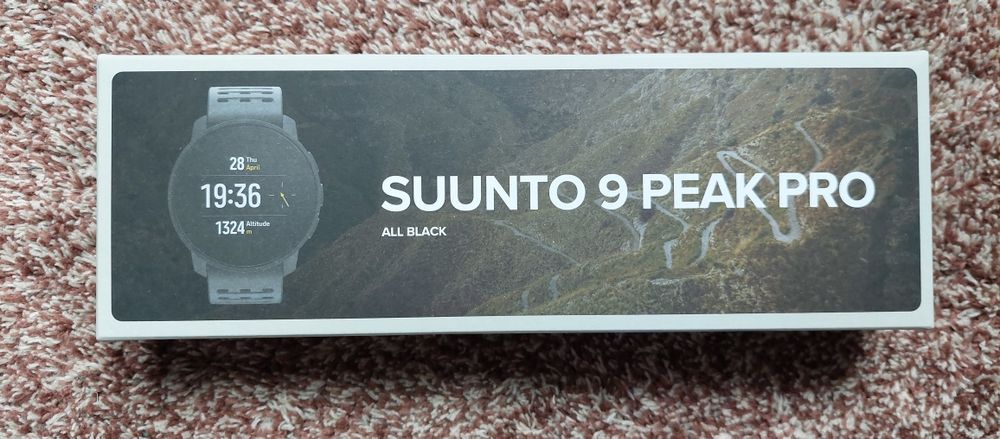 28 Thu
April
19:36
1324 Altitude
m
SUUNTO 9 PEAK PRO
ALL BLACK